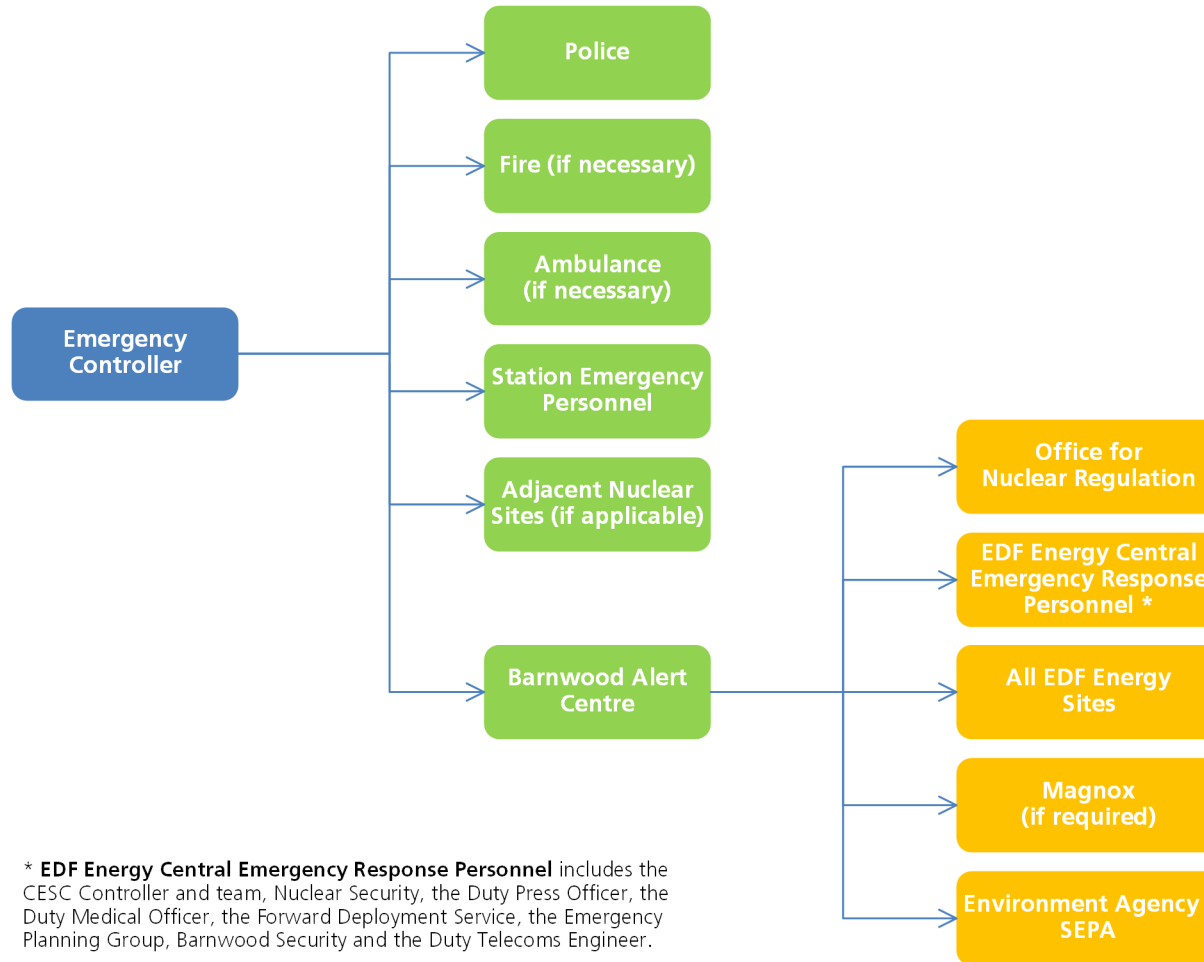 Police
Fire (if necessary)
Ambulance
(if necessary)
Emergency
Controller
Station Emergency
Personnel
Adjacent Nuclear
Sites (if applicable)
Barnwood Alert
Centre
Office for
Nuclear Regulation
EDF Energy Central
Emergency Response
Personnel *
All EDF Energy
Sites
Magnox
(if required)
Environment Agency
SEPA
* EDF Energy Central Emergency Response Personnel includes the
CESC Controller and team, Nuclear Security, the Duty Press Officer, the
Duty Medical Officer, the Forward Deployment Service, the Emergency
Planning Group, Barnwood Security and the Duty Telecoms Engineer.